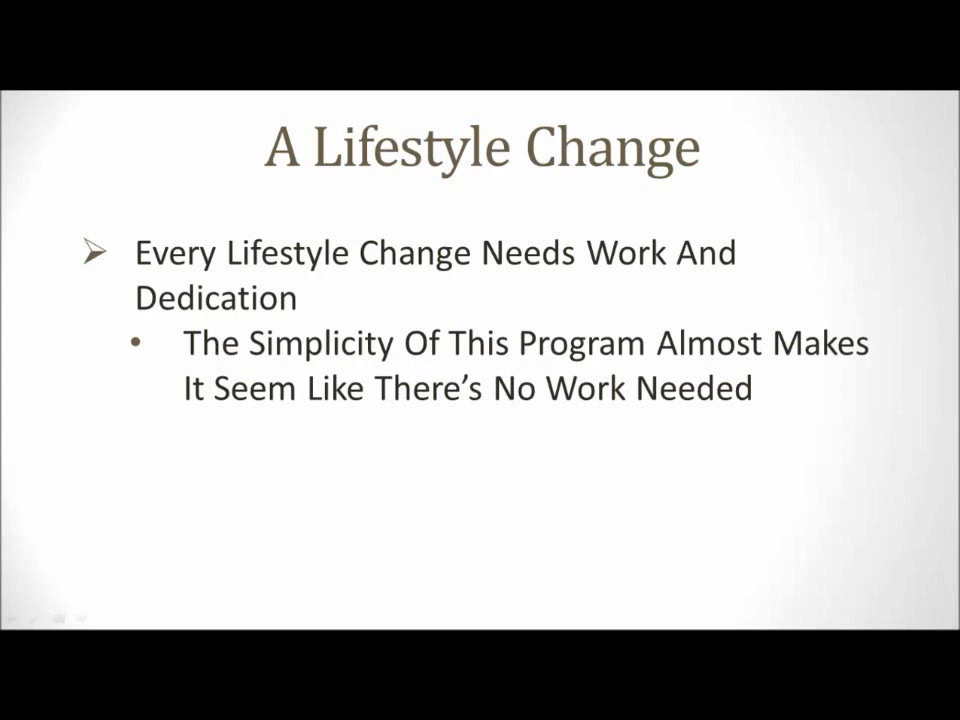 A Lifestyle Change
Every Lifestyle Change Needs Work And
Dedication
The Simplicity Of This Program Almost Makes
It Seem Like There’s No Work Needed